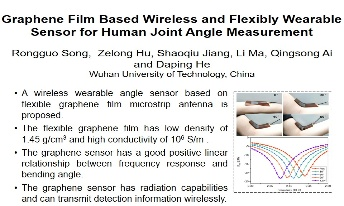 Graphene Film Based Wireless and Flexibly Wearable
Sensor for Human Joint Angle Measurement
Rongguo Song, Zelong Hu, Shaoqiu Jiang, Li Ma, Qingsong Ai
and Daping He
Wuhan University of Technology, China
• A wireless wearable angle sensor based on
flexible graphene film microstrip antenna is
proposed.
• The flexible graphene film has low density of
1.45 g/cm³ and high conductivity of 10⁶ S/m.
• The graphene sensor has a good positive linear
relationship between frequency response and
bending angle.
• The graphene sensor has radiation capabilities
and can transmit detection information wirelessly.